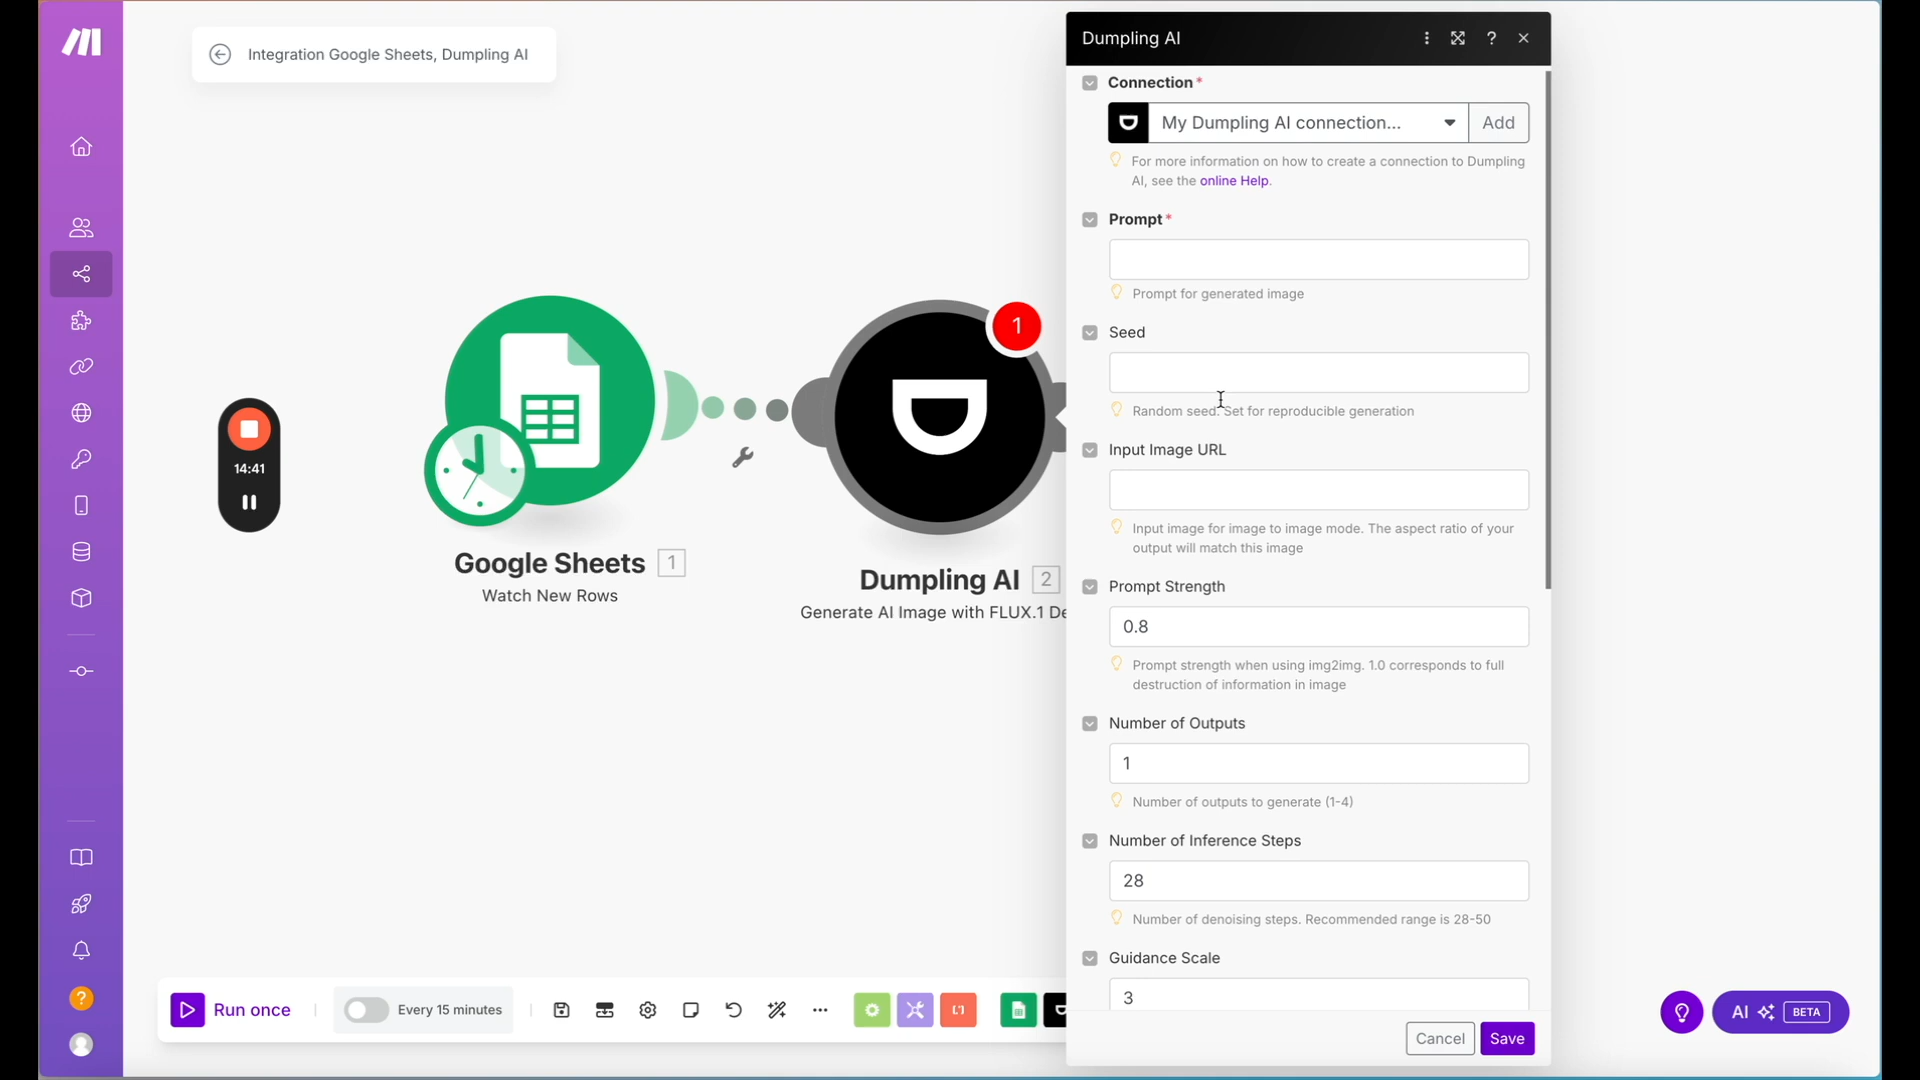 Integration Google Sheets, Dumpling AI
14:41
Google Sheets 1
Watch New Rows
1
Dumpling AI 2
Generate AI Image with FLUX.1 De
Run once
Every 15 minutes
Dumpling AI
?
Connection *
My Dumpling AI connection...
Add
For more information on how to create a connection to Dumpling
AI, see the online Help.
Prompt *
Prompt for generated image
Seed
Random seed. Set for reproducible generation
Input Image URL
Input image for image to image mode. The aspect ratio of your
output will match this image
Prompt Strength
0.8
Prompt strength when using img2img. 1.0 corresponds to full
destruction of information in image
Number of Outputs
1
Number of outputs to generate (1-4)
Number of Inference Steps
28
Number of denoising steps. Recommended range is 28-50
Guidance Scale
3
Cancel
Save
?
AI BETA